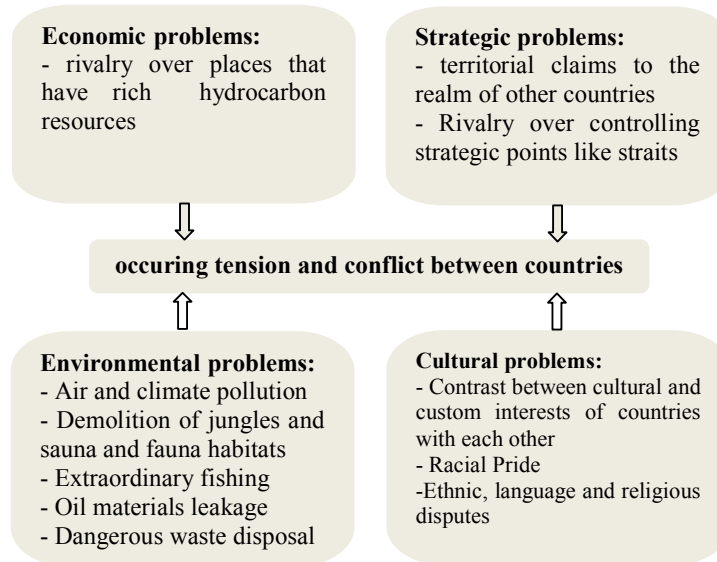 Economic problems:
- rivalry over places that
have rich hydrocarbon
resources
Strategic problems:
- territorial claims to the
realm of other countries
- Rivalry over controlling
strategic points like straits
occuring tension and conflict between countries
Environmental problems:
- Air and climate pollution
- Demolition of jungles and
sauna and fauna habitats
- Extraordinary fishing
- Oil materials leakage
- Dangerous waste disposal
Cultural problems:
- Contrast between cultural and
custom interests of countries
with each other
- Racial Pride
-Ethnic, language and religious
disputes